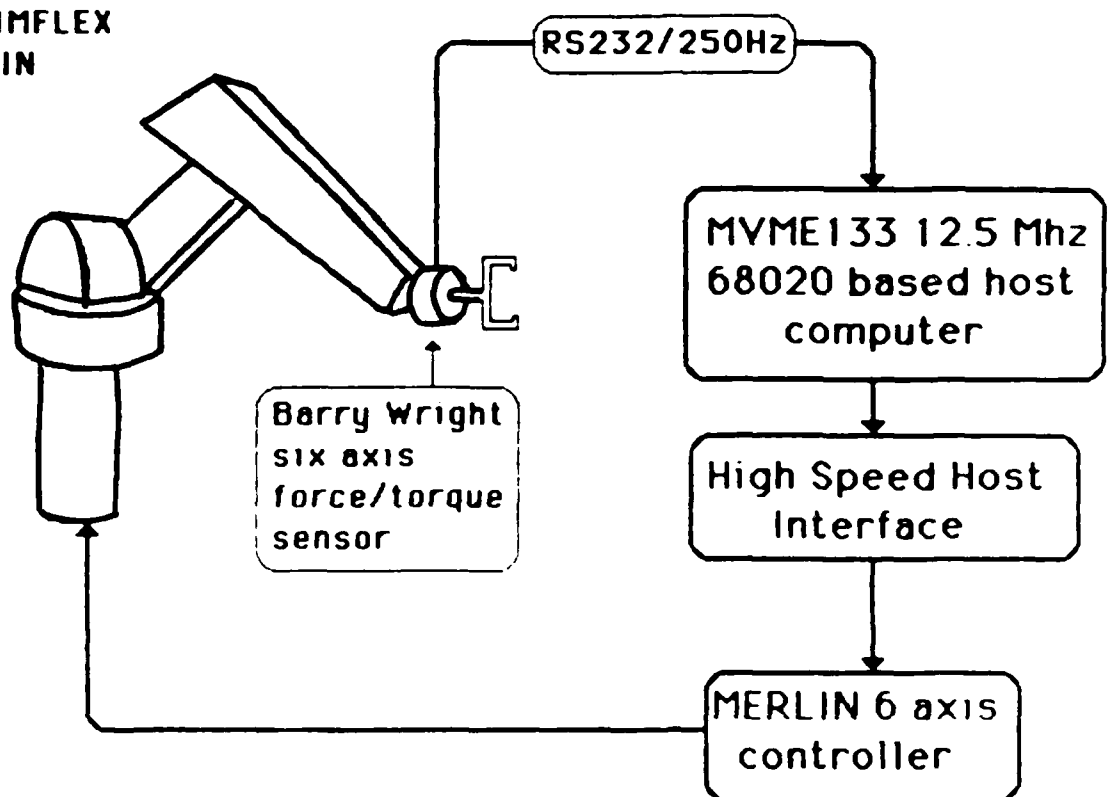 IMFLEX
IN
RS232/250Hz
MVME133 12.5 Mhz
68020 based host
computer
Barry Wright
six axis
force/torque
sensor
High Speed Host
Interface
MERLIN 6 axis
controller